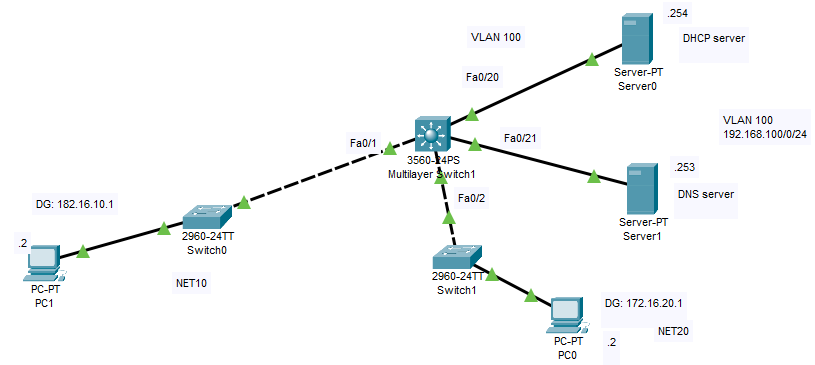 .254
VLAN 100
DHCP server
Fa0/20
Server-PT
Server0
VLAN 100
192.168.100/0/24
Fa0/1
Fa0/21
3560-24PS
Multilayer Switch1
.253
DNS server
Fa0/2
Server-PT
Server1
DG: 182.16.10.1
2960-24TT
Switch0
.2
NET10
PC-PT
PC1
2960-24TT
Switch1
DG: 172.16.20.1
NET20
PC-PT
PC0
.2